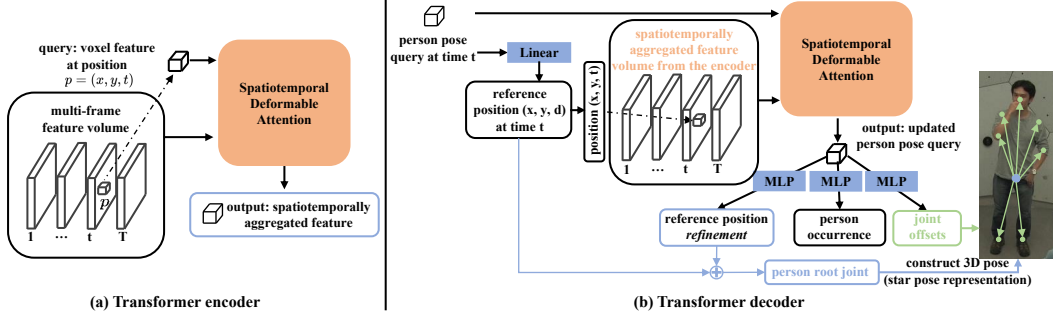 query: voxel feature
at position
p = (x, y, t)
multi-frame
feature volume
p
1 ... t T
Spatiotemporal
Deformable
Attention
output: spatiotemporally
aggregated feature
(a) Transformer encoder
person pose
query at time t
Linear
reference
position (x, y, d)
at time t
position (x, y, t)
spatiotemporally
aggregated feature
volume from the encoder
1 ... t T
Spatiotemporal
Deformable
Attention
output: updated
person pose query
MLP MLP MLP
reference position
refinement
person
occurrence
joint
offsets
person root joint
construct 3D pose
(star pose representation)
(b) Transformer decoder